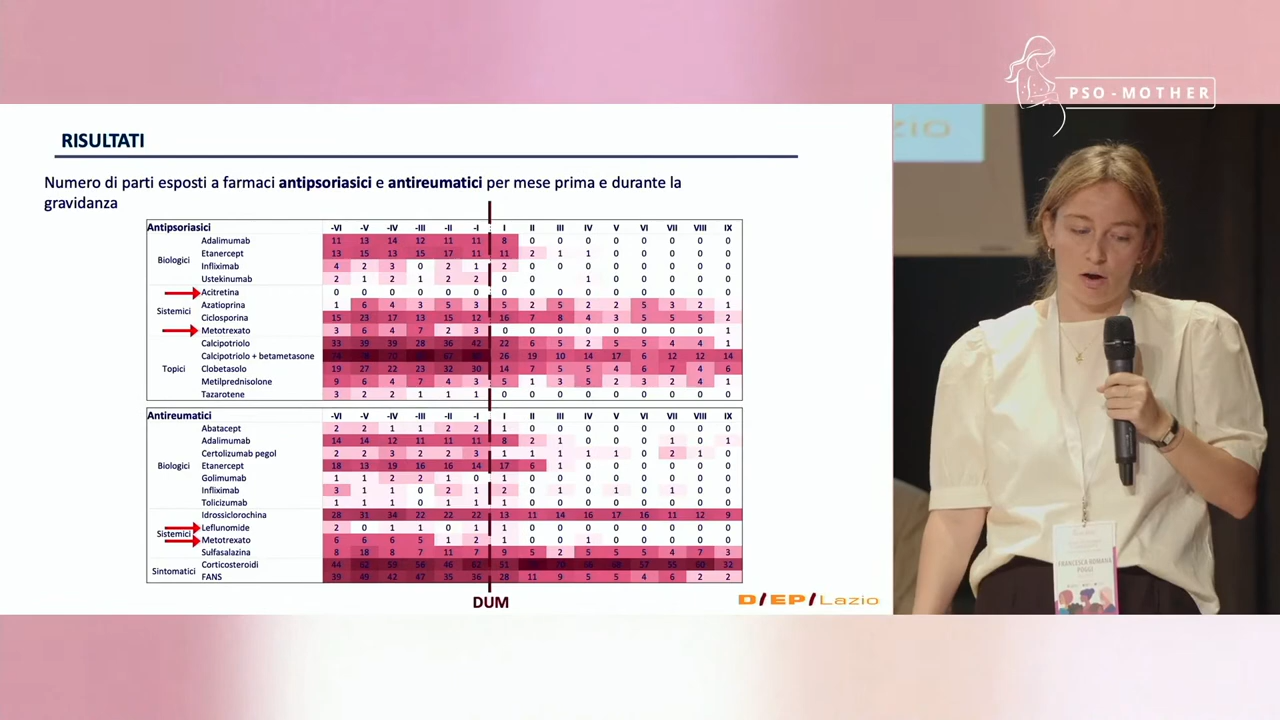 PSO-MOTHER
RISULTATI
Numero di parti esposti a farmaci antipsoriasici e antireumatici per mese prima e durante la
gravidanza
Antipsoriasici -VI -V -IV -III -II -I I II III IV V VI VII VIII IX
Biologici
Adalimumab 11 13 14 12 11 11 8 0 0 0 0 0 0 0 0
Etanercept 13 15 13 15 17 11 11 2 1 1 0 0 0 0 0
Infliximab 4 2 3 0 2 1 2 0 0 0 0 0 0 0 0
Ustekinumab 2 1 2 1 2 2 0 0 0 1 0 0 0 0 0
Sistemici
Acitretina 0 0 0 0 0 0 0 0 0 0 0 0 0 0 0
Azatioprina 1 6 4 3 5 3 5 2 5 2 2 5 3 2 1
Ciclosporina 15 23 17 13 15 12 16 7 8 4 3 5 5 5 2
Metotrexato 3 6 4 7 2 3 0 0 0 0 0 0 0 0 1
Topici
Calcipotriolo 33 39 39 28 36 42 22 6 5 5 4 5 4 4 1
Calcipotriolo + betametasone 26 19 10 14 17 6 12 12 14
Clobetasolo 19 27 22 23 32 30 14 7 5 5 4 6 7 4 6
Metilprednisolone 9 6 4 7 4 3 5 1 3 5 2 3 2 4 1
Tazarotene 3 2 2 1 1 1 0 0 0 0 0 0 0 0 0
Antireumatici -VI -V -IV -III -II -I I II III IV V VI VII VIII IX
Biologici
Abatacept 2 2 1 1 2 2 1 0 0 0 0 0 0 0 0
Adalimumab 14 14 12 11 11 11 8 2 1 0 0 0 1 0 1
Certolizumab pegol 2 2 3 2 2 3 1 1 1 1 1 0 2 1 0
Etanercept 18 13 19 16 16 14 17 6 1 0 0 0 0 0 0
Golimumab 1 1 2 2 1 1 1 0 0 0 0 0 0 0 0
Infliximab 3 1 1 0 2 1 2 0 1 0 1 0 1 0 0
Tolicizumab 1 1 1 1 1 1 1 0 0 0 0 0 0 0 0
Sistemici
Idrossiclorochina 28 31 34 22 22 22 13 11 14 16 17 16 11 12 9
Leflunomide 2 0 1 1 0 1 1 0 0 0 0 0 0 0 0
Metotrexato 6 6 6 5 1 2 1 0 0 1 0 0 0 0 0
Sulfasalazina 8 18 8 7 11 7 9 5 2 5 5 5 4 7 3
Sintomatici
Corticosteroidi 44 62 59 56 46 62 51 57 55 60 32
FANS 39 49 42 47 35 36 28 11 9 5 5 4 6 2 2
DUM
D/EP/Lazio
FRANCESCA ROMANA
POGGI